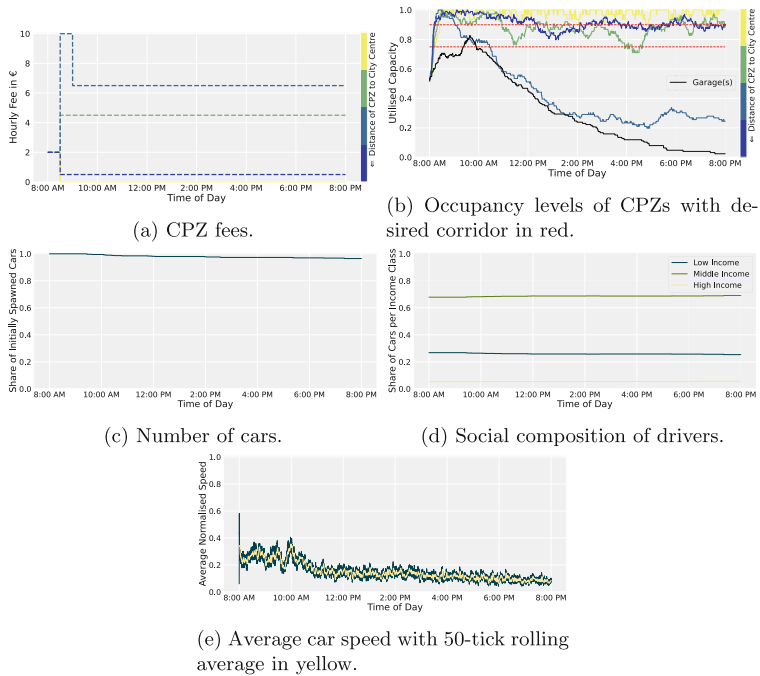 10
8
6
4
2
0
Hourly Fee in €
8:00 AM 10:00 AM 12:00 PM 2:00 PM 4:00 PM 6:00 PM 8:00 PM
Time of Day
⇐ Distance of CPZ to City Centre
(a) CPZ fees.
1.0
0.8
0.6
0.4
0.2
0.0
Utilised Capacity
Garage(s)
8:00 AM 10:00 AM 12:00 PM 2:00 PM 4:00 PM 6:00 PM 8:00 PM
Time of Day
⇐ Distance of CPZ to City Centre
(b) Occupancy levels of CPZs with de-
sired corridor in red.
1.0
0.8
0.6
0.4
0.2
0.0
Share of Initially Spawned Cars
8:00 AM 10:00 AM 12:00 PM 2:00 PM 4:00 PM 6:00 PM 8:00 PM
Time of Day
(c) Number of cars.
1.0
0.8
0.6
0.4
0.2
0.0
Share of Cars per Income Class
Low Income
Middle Income
High Income
8:00 AM 10:00 AM 12:00 PM 2:00 PM 4:00 PM 6:00 PM 8:00 PM
Time of Day
(d) Social composition of drivers.
1.0
0.8
0.6
0.4
0.2
0.0
Average Normalised Speed
8:00 AM 10:00 AM 12:00 PM 2:00 PM 4:00 PM 6:00 PM 8:00 PM
Time of Day
(e) Average car speed with 50-tick rolling
average in yellow.